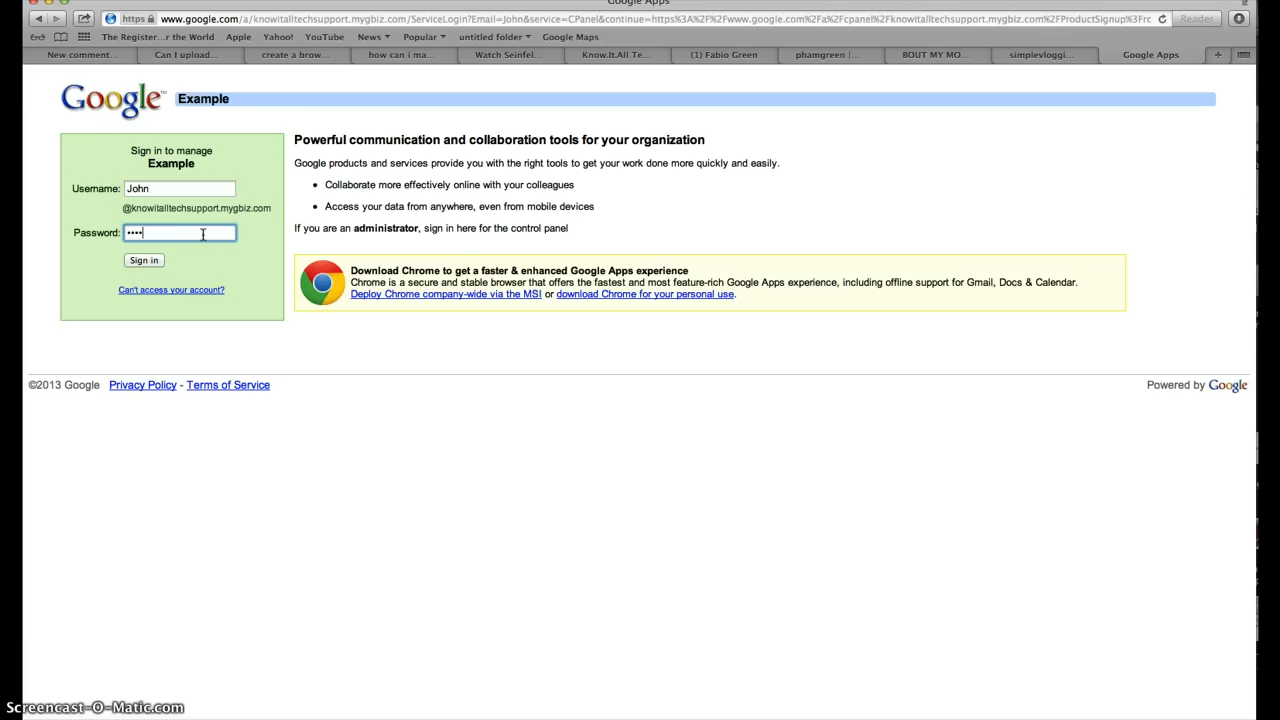 Google Apps
https www.google.com/a/knowitalltechsupport.mygbiz.com/ServiceLogin?Email=John&service=CPanel&continue=https%3A%2F%2Fwww.google.com%2Fa%2Fcpanel%2Fknowitalltechsupport.mygbiz.com%2FProductSignup%3Frc Reader
The Register...r the World Apple Yahoo! YouTube News Popular untitled folder Google Maps
New comment... Can I upload... create a brow... how can i ma... Watch Seinfel... Know.It.All Te... (1) Fabio Green phamgreen |... BOUT MY MO... simplevloggi... Google Apps
Google™ Example
Sign in to manage
Example
Username: John
@knowitalltechsupport.mygbiz.com
Password: ••••
Sign in
Can't access your account?
Powerful communication and collaboration tools for your organization
Google products and services provide you with the right tools to get your work done more quickly and easily.
• Collaborate more effectively online with your colleagues
• Access your data from anywhere, even from mobile devices
If you are an administrator, sign in here for the control panel
Download Chrome to get a faster & enhanced Google Apps experience
Chrome is a secure and stable browser that offers the fastest and most feature-rich Google Apps experience, including offline support for Gmail, Docs & Calendar.
Deploy Chrome company-wide via the MSI or download Chrome for your personal use.
©2013 Google Privacy Policy - Terms of Service
Powered by Google
Screencast-O-Matic.com